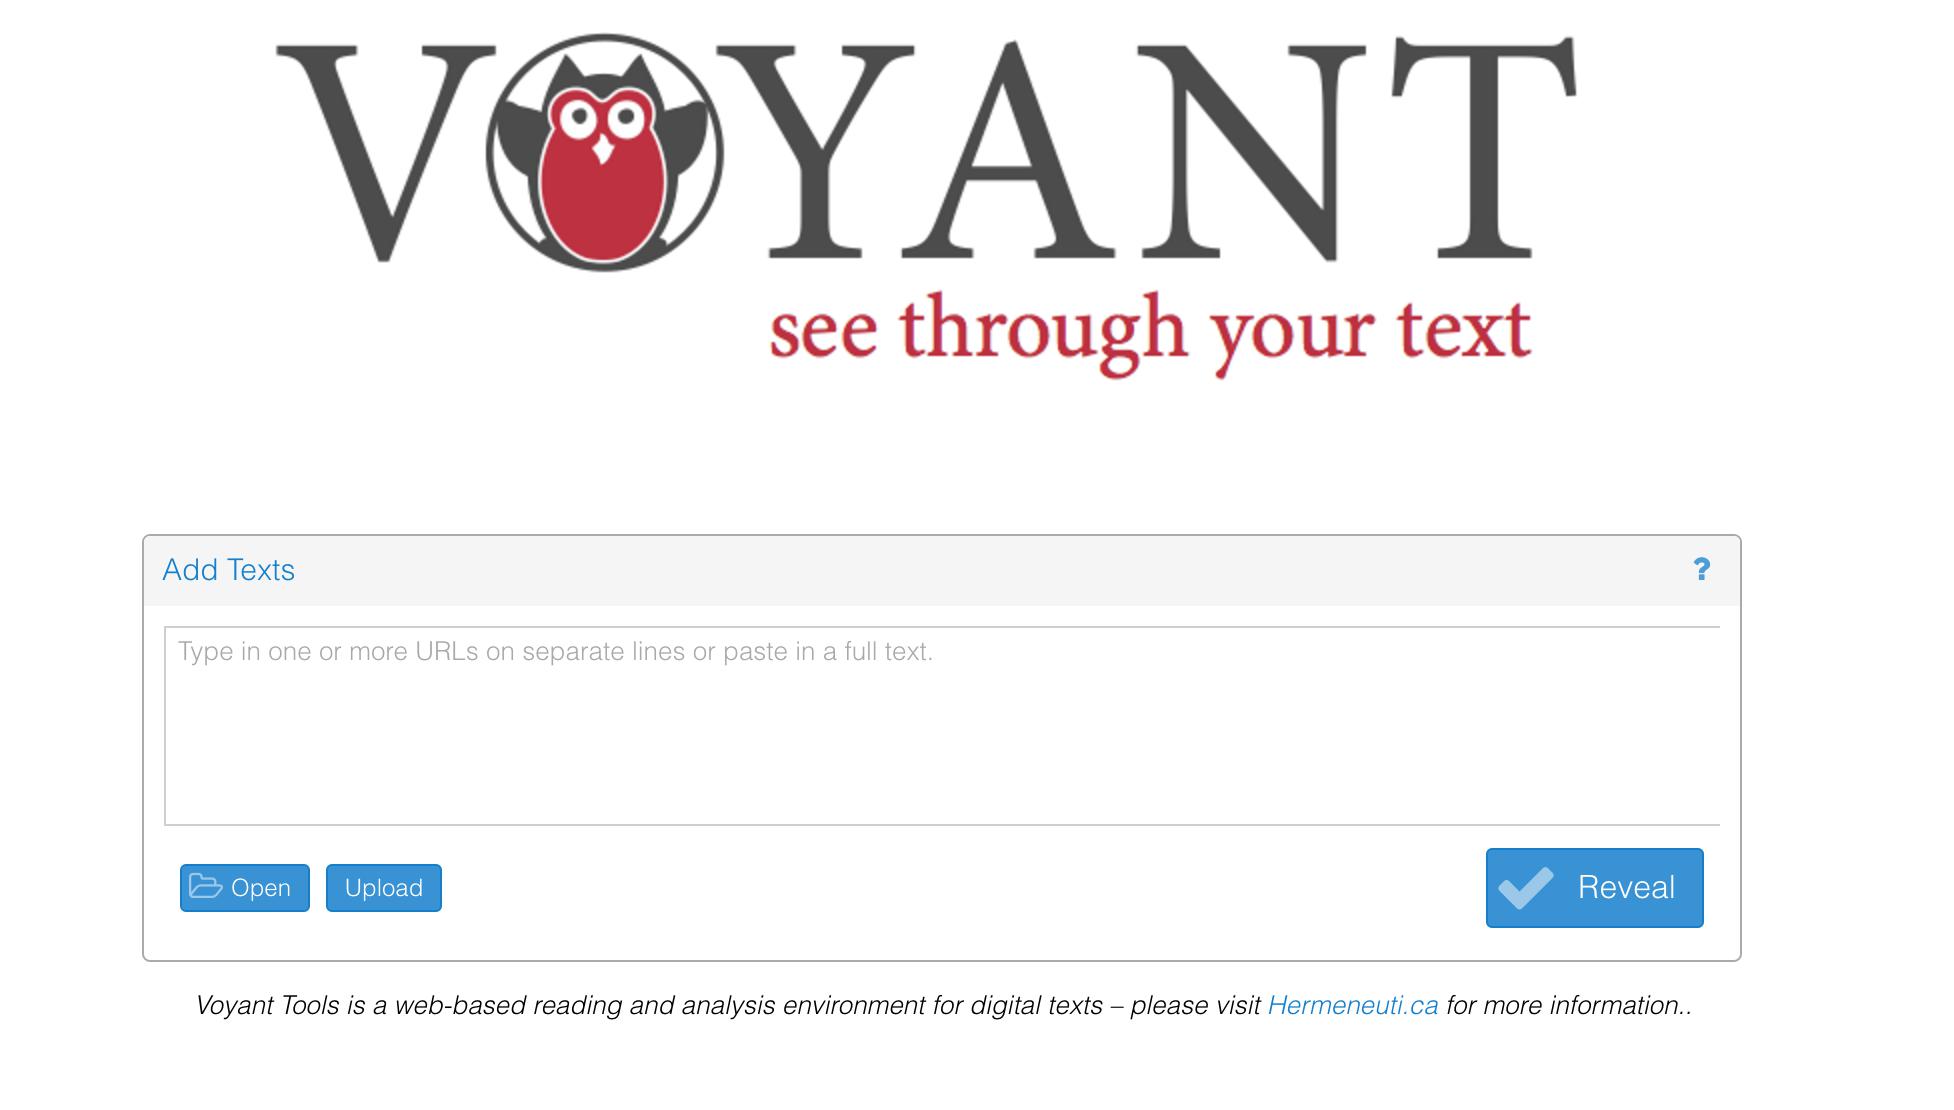 VOYANT
see through your text
Add Texts
?
Type in one or more URLs on separate lines or paste in a full text.
Open
Upload
Reveal
Voyant Tools is a web-based reading and analysis environment for digital texts – please visit Hermeneuti.ca for more information..